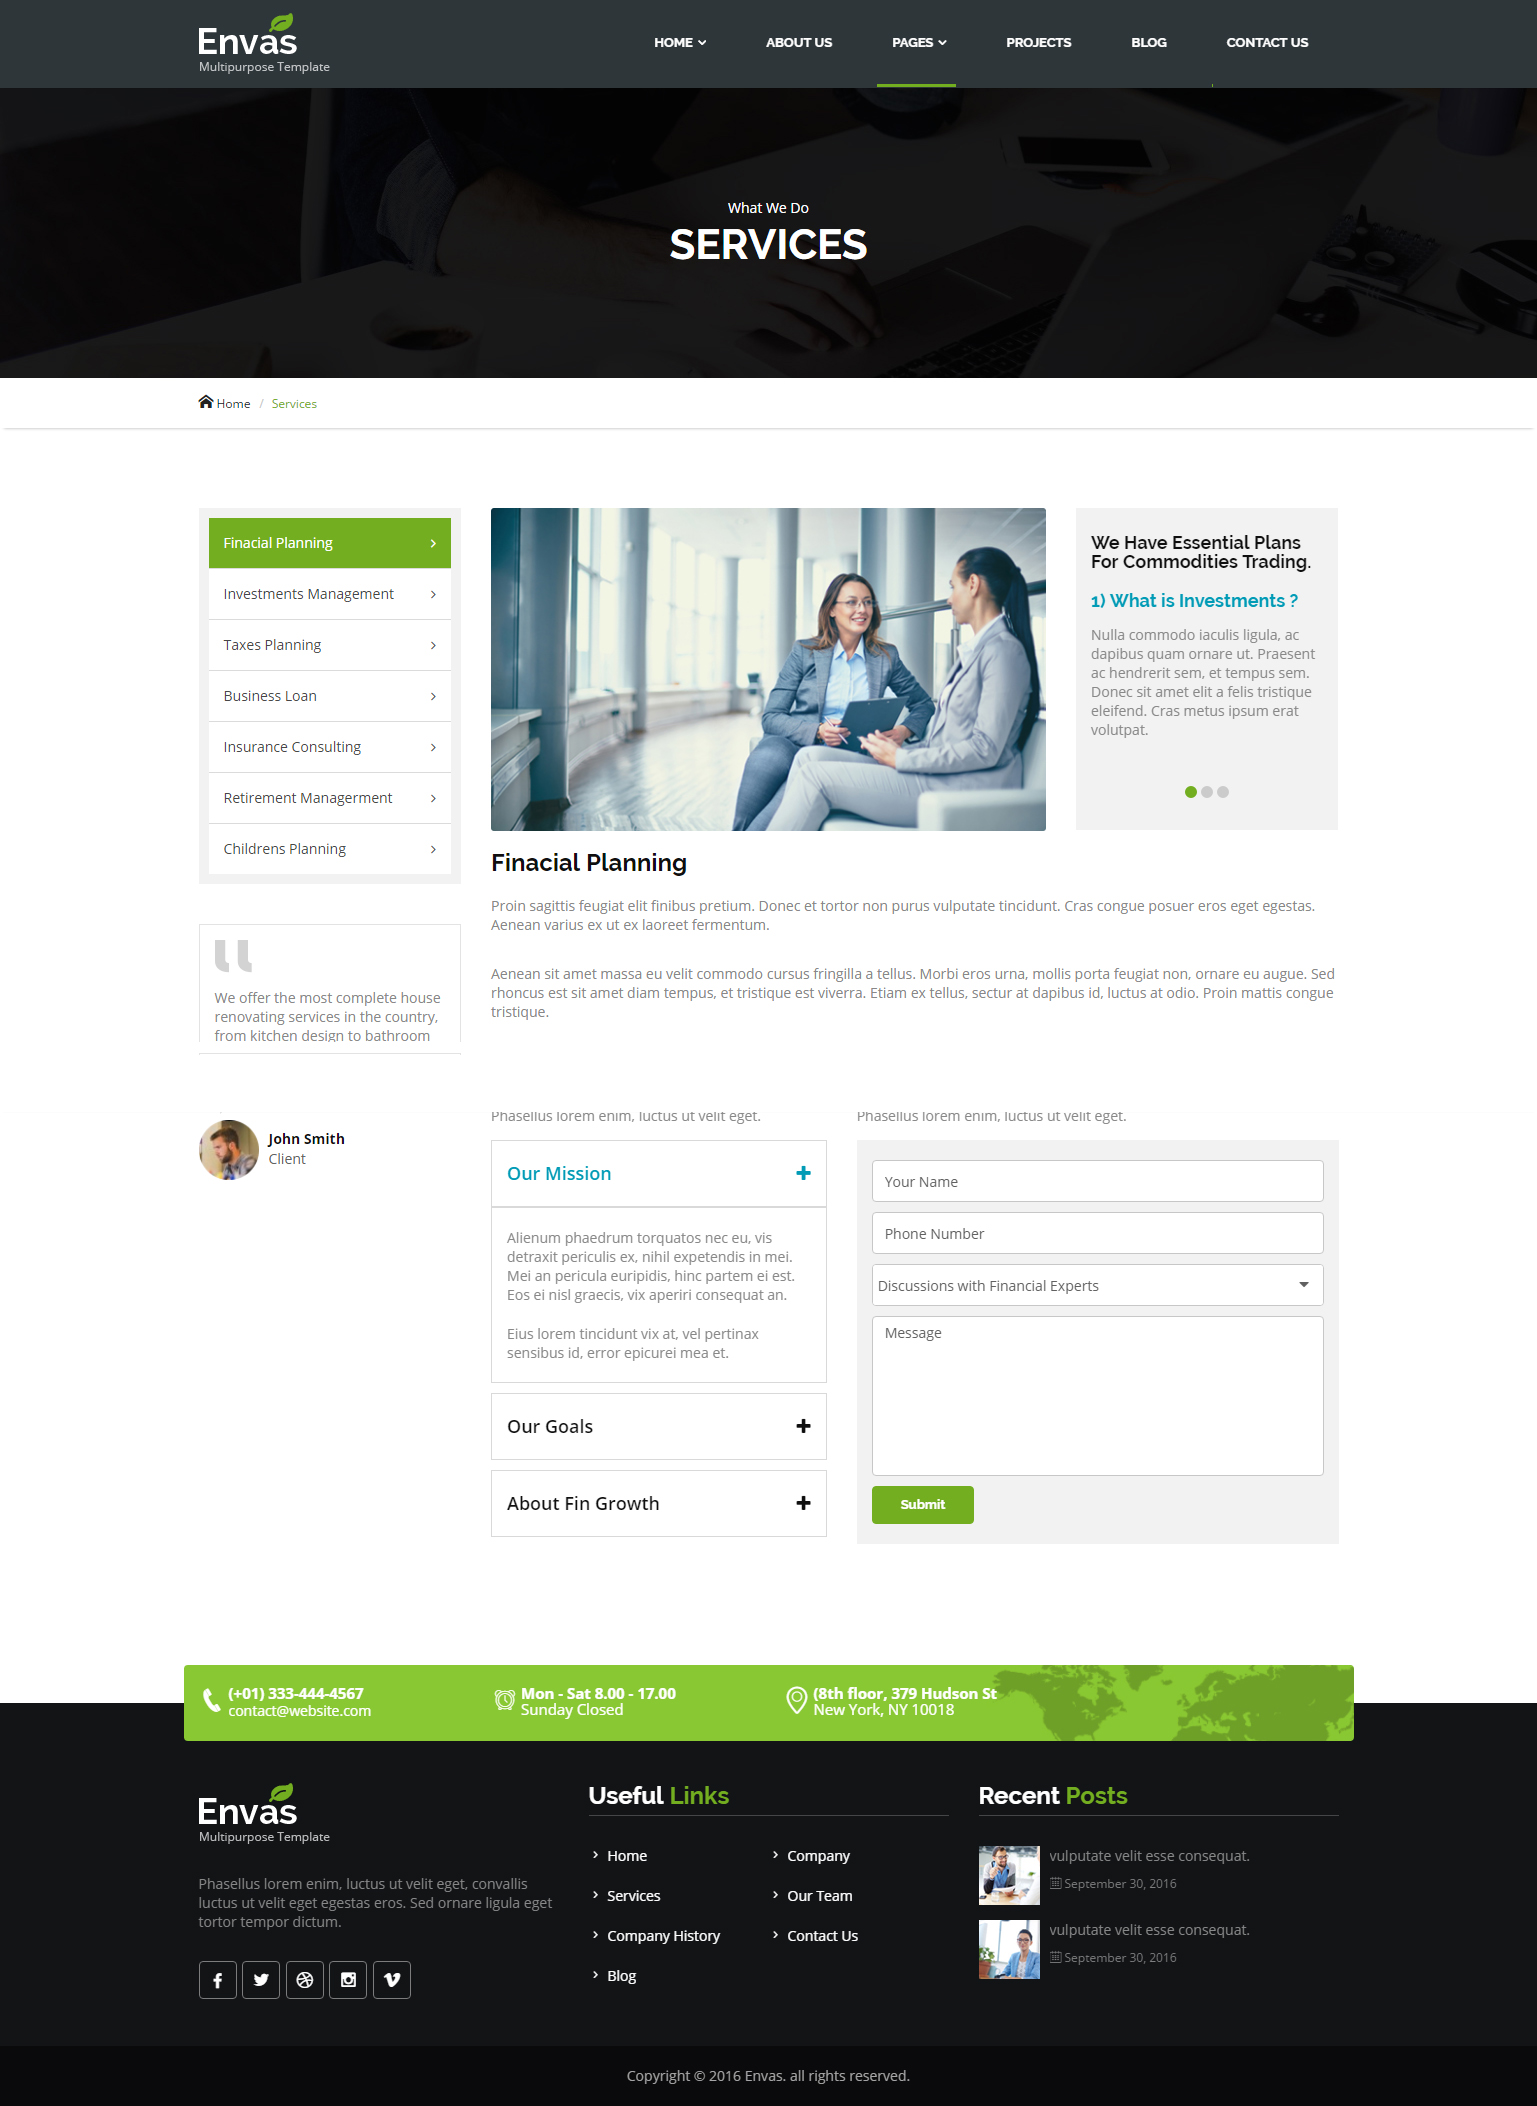 Envas
Multipurpose Template
HOME
ABOUT US
PAGES
PROJECTS
BLOG
CONTACT US
What We Do
SERVICES
Home / Services
Finacial Planning
Investments Management
Taxes Planning
Business Loan
Insurance Consulting
Retirement Managerment
Childrens Planning
We offer the most complete house
renovating services in the country,
from kitchen design to bathroom
John Smith
Client
We Have Essential Plans
For Commodities Trading.
1) What is Investments ?
Nulla commodo iaculis ligula, ac
dapibus quam ornare ut. Praesent
ac hendrerit sem, et tempus sem.
Donec sit amet elit a felis tristique
eleifend. Cras metus ipsum erat
volutpat.
Finacial Planning
Proin sagittis feugiat elit finibus pretium. Donec et tortor non purus vulputate tincidunt. Cras congue posuer eros eget egestas.
Aenean varius ex ut ex laoreet fermentum.
Aenean sit amet massa eu velit commodo cursus fringilla a tellus. Morbi eros urna, mollis porta feugiat non, ornare eu augue. Sed
rhoncus est sit amet diam tempus, et tristique est viverra. Etiam ex tellus, sectur at dapibus id, luctus at odio. Proin mattis congue
tristique.
Phasellus lorem enim, luctus ut velit eget.
Our Mission
Alienum phaedrum torquatos nec eu, vis
detraxit periculis ex, nihil expetendis in mei.
Mei an pericula euripidis, hinc partem ei est.
Eos ei nisl graecis, vix aperiri consequat an.
Eius lorem tincidunt vix at, vel pertinax
sensibus id, error epicurei mea et.
Our Goals
About Fin Growth
Phasellus lorem enim, luctus ut velit eget.
Your Name
Phone Number
Discussions with Financial Experts
Message
Submit
(+01) 333-444-4567
contact@website.com
Mon - Sat 8.00 - 17.00
Sunday Closed
(8th floor, 379 Hudson St
New York, NY 10018
Envas
Multipurpose Template
Phasellus lorem enim, luctus ut velit eget, convallis
luctus ut velit eget egestas eros. Sed ornare ligula eget
tortor tempor dictum.
Useful Links
Home
Services
Company History
Blog
Company
Our Team
Contact Us
Recent Posts
vulputate velit esse consequat.
September 30, 2016
vulputate velit esse consequat.
September 30, 2016
Copyright © 2016 Envas. all rights reserved.